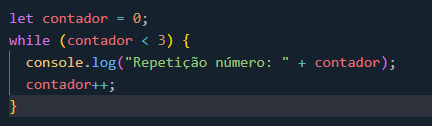 let contador = 0;
while (contador < 3) {
  console.log("Repetição número: " + contador);
  contador++;
}